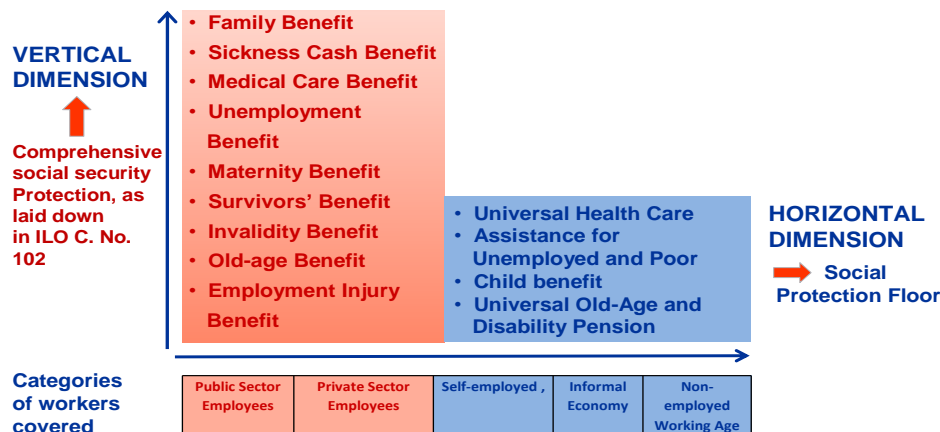 VERTICAL
DIMENSION
Comprehensive
social security
Protection, as
laid down
in ILO C. No.
102
• Family Benefit
• Sickness Cash Benefit
• Medical Care Benefit
• Unemployment
Benefit
• Maternity Benefit
• Survivors’ Benefit
• Invalidity Benefit
• Old-age Benefit
• Employment Injury
Benefit
• Universal Health Care
• Assistance for
Unemployed and Poor
• Child benefit
• Universal Old-Age and
Disability Pension
HORIZONTAL
DIMENSION
Social
Protection Floor
Categories
of workers
covered
Public Sector
Employees
Private Sector
Employees
Self-employed ,
Informal
Economy
Non-
employed
Working Age